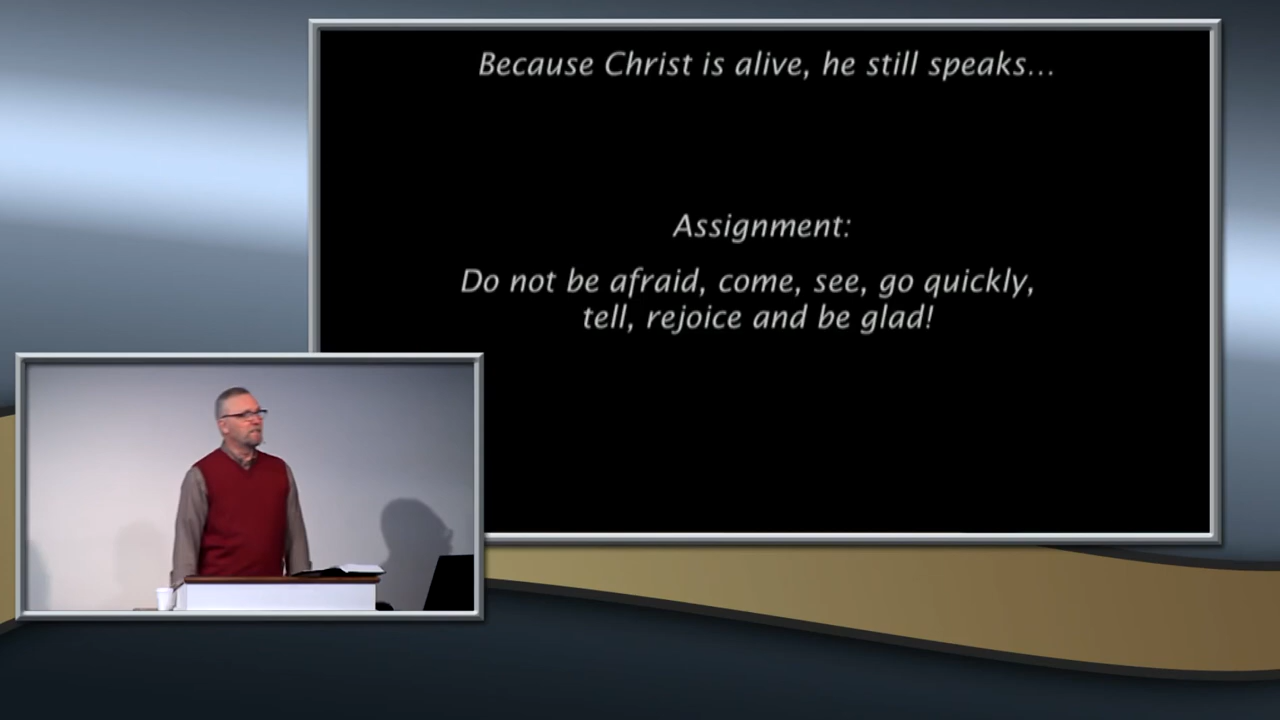 Because Christ is alive, he still speaks...
Assignment:
Do not be afraid, come, see, go quickly,
tell, rejoice and be glad!